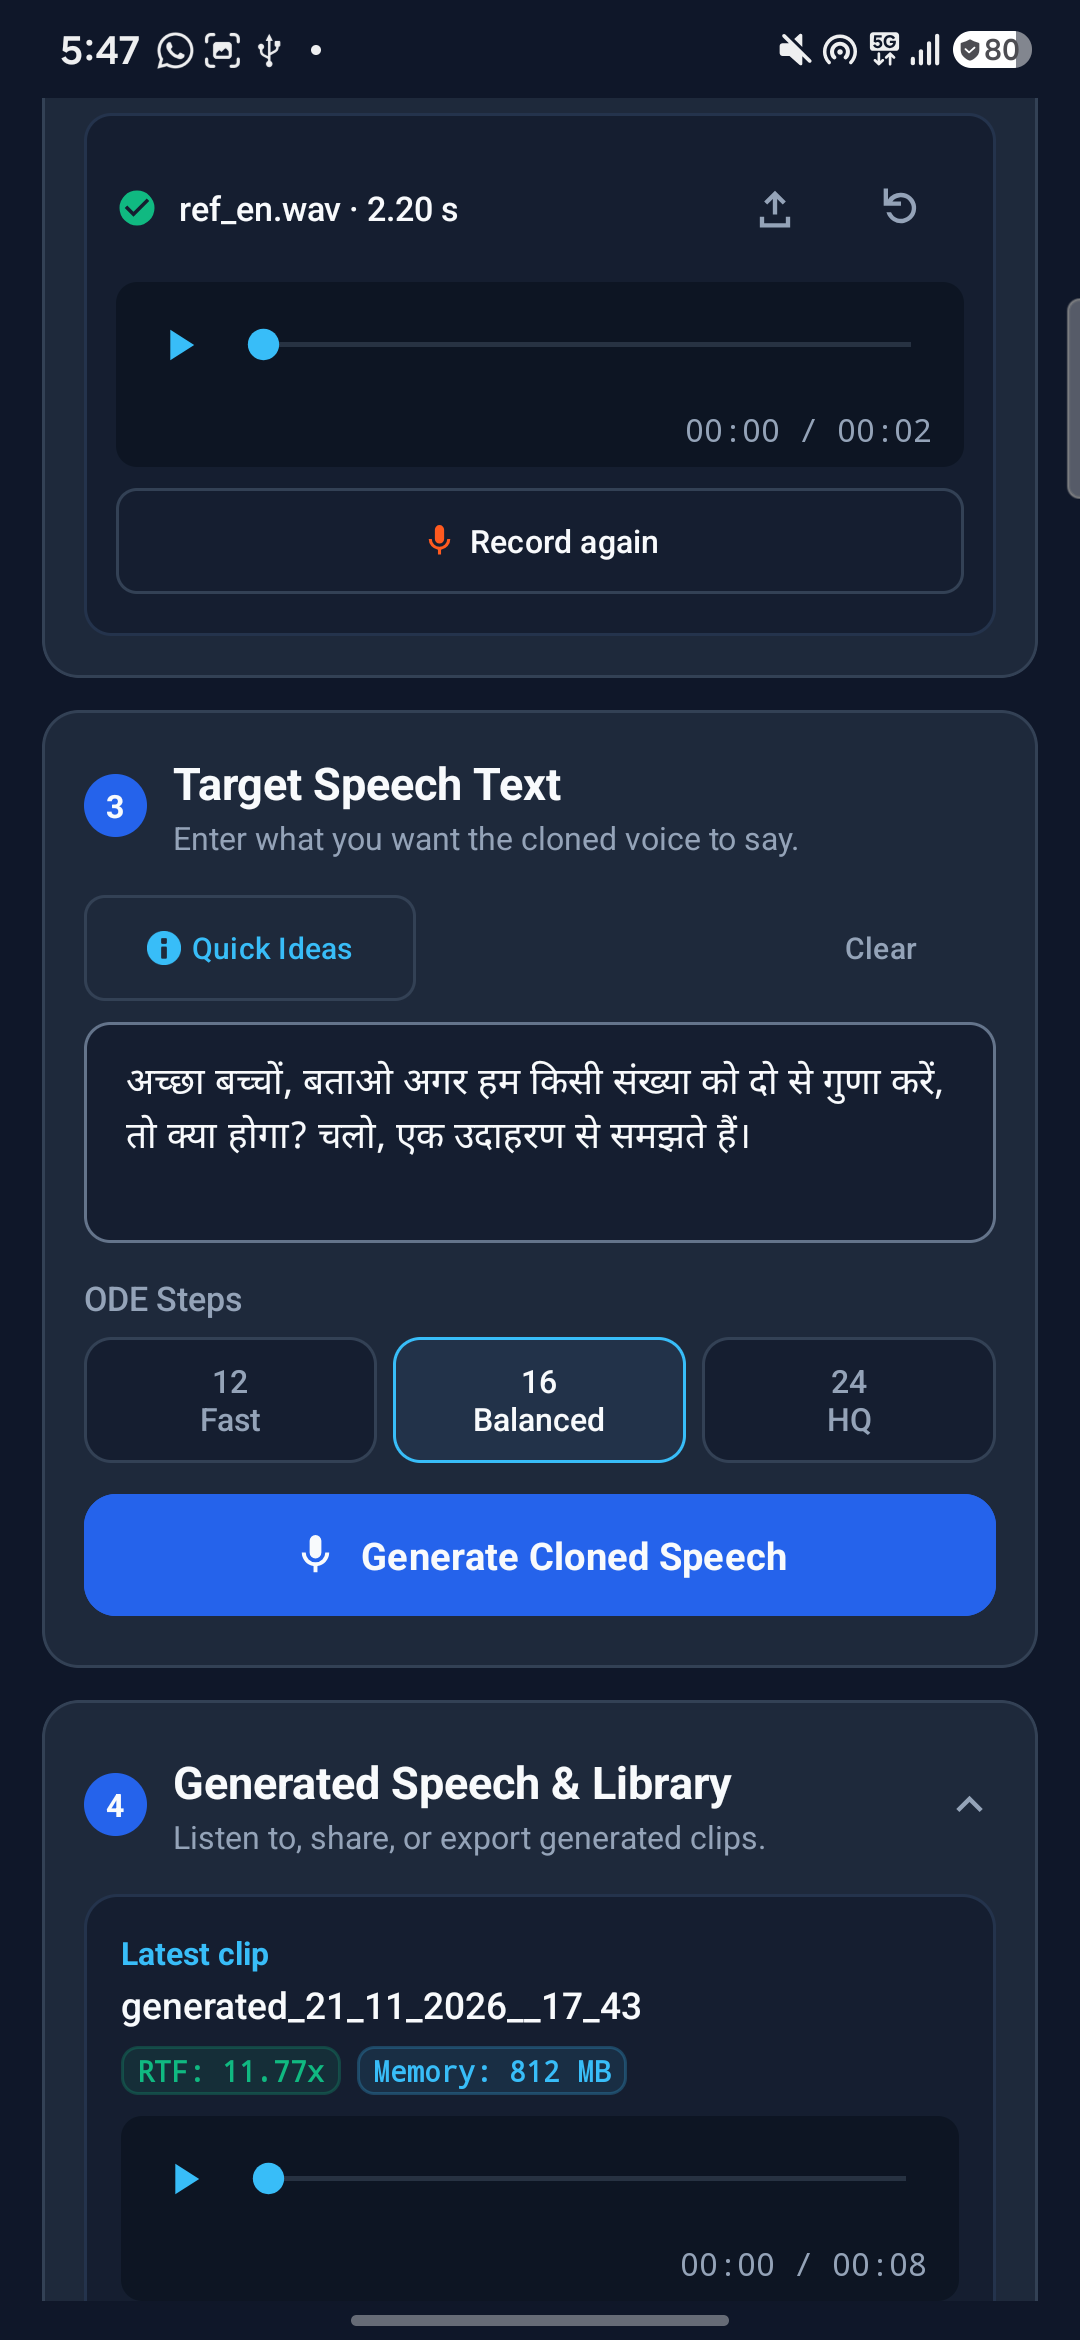 5:47
5G
80
ref_en.wav · 2.20 s
00:00 / 00:02
Record again
3
Target Speech Text
Enter what you want the cloned voice to say.
Quick Ideas
Clear
अच्छा बच्चों, बताओ अगर हम किसी संख्या को दो से गुणा करें,
तो क्या होगा? चलो, एक उदाहरण से समझते हैं।
ODE Steps
12
Fast
16
Balanced
24
HQ
Generate Cloned Speech
4
Generated Speech & Library
Listen to, share, or export generated clips.
Latest clip
generated_21_11_2026__17_43
RTF: 11.77x
Memory: 812 MB
00:00 / 00:08